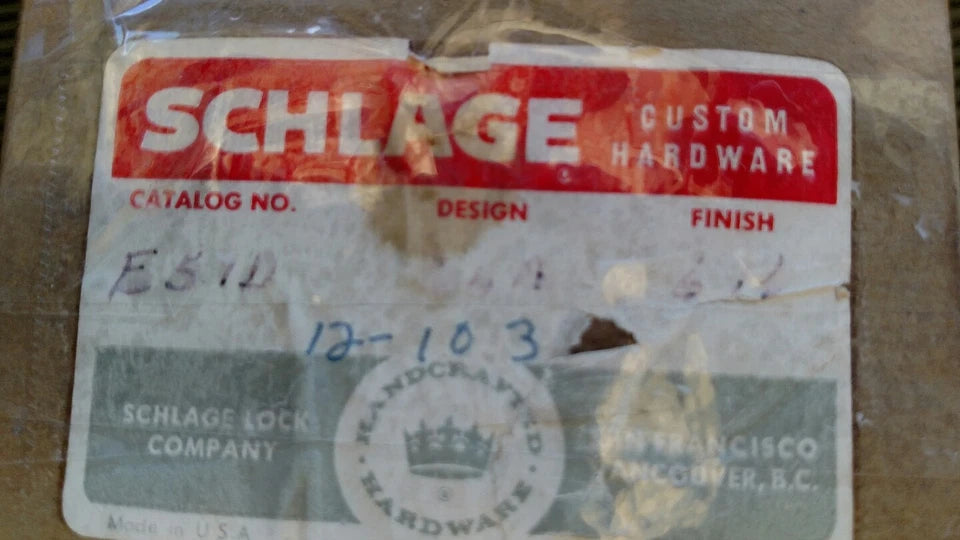 SCHLAGE CUSTOM HARDWARE
CATALOG NO. DESIGN FINISH
E51D
12-103
HANDCRAFTED HARDWARE
SCHLAGE LOCK COMPANY
SAN FRANCISCO
VANCOUVER, B.C.
Made in U.S.A